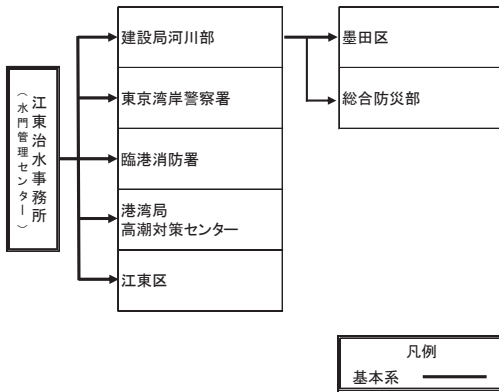 江東治水事務所
（水門管理センター）
建設局河川部
東京湾岸警察署
臨港消防署
港湾局
高潮対策センター
江東区
墨田区
総合防災部
凡例
基本系